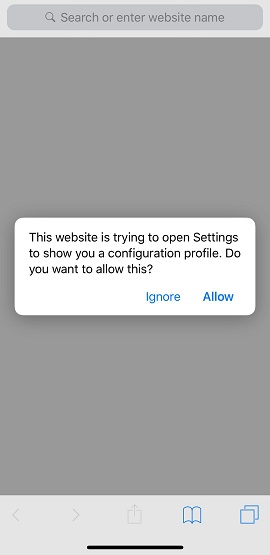 Search or enter website name
This website is trying to open Settings
to show you a configuration profile. Do
you want to allow this?
Ignore Allow